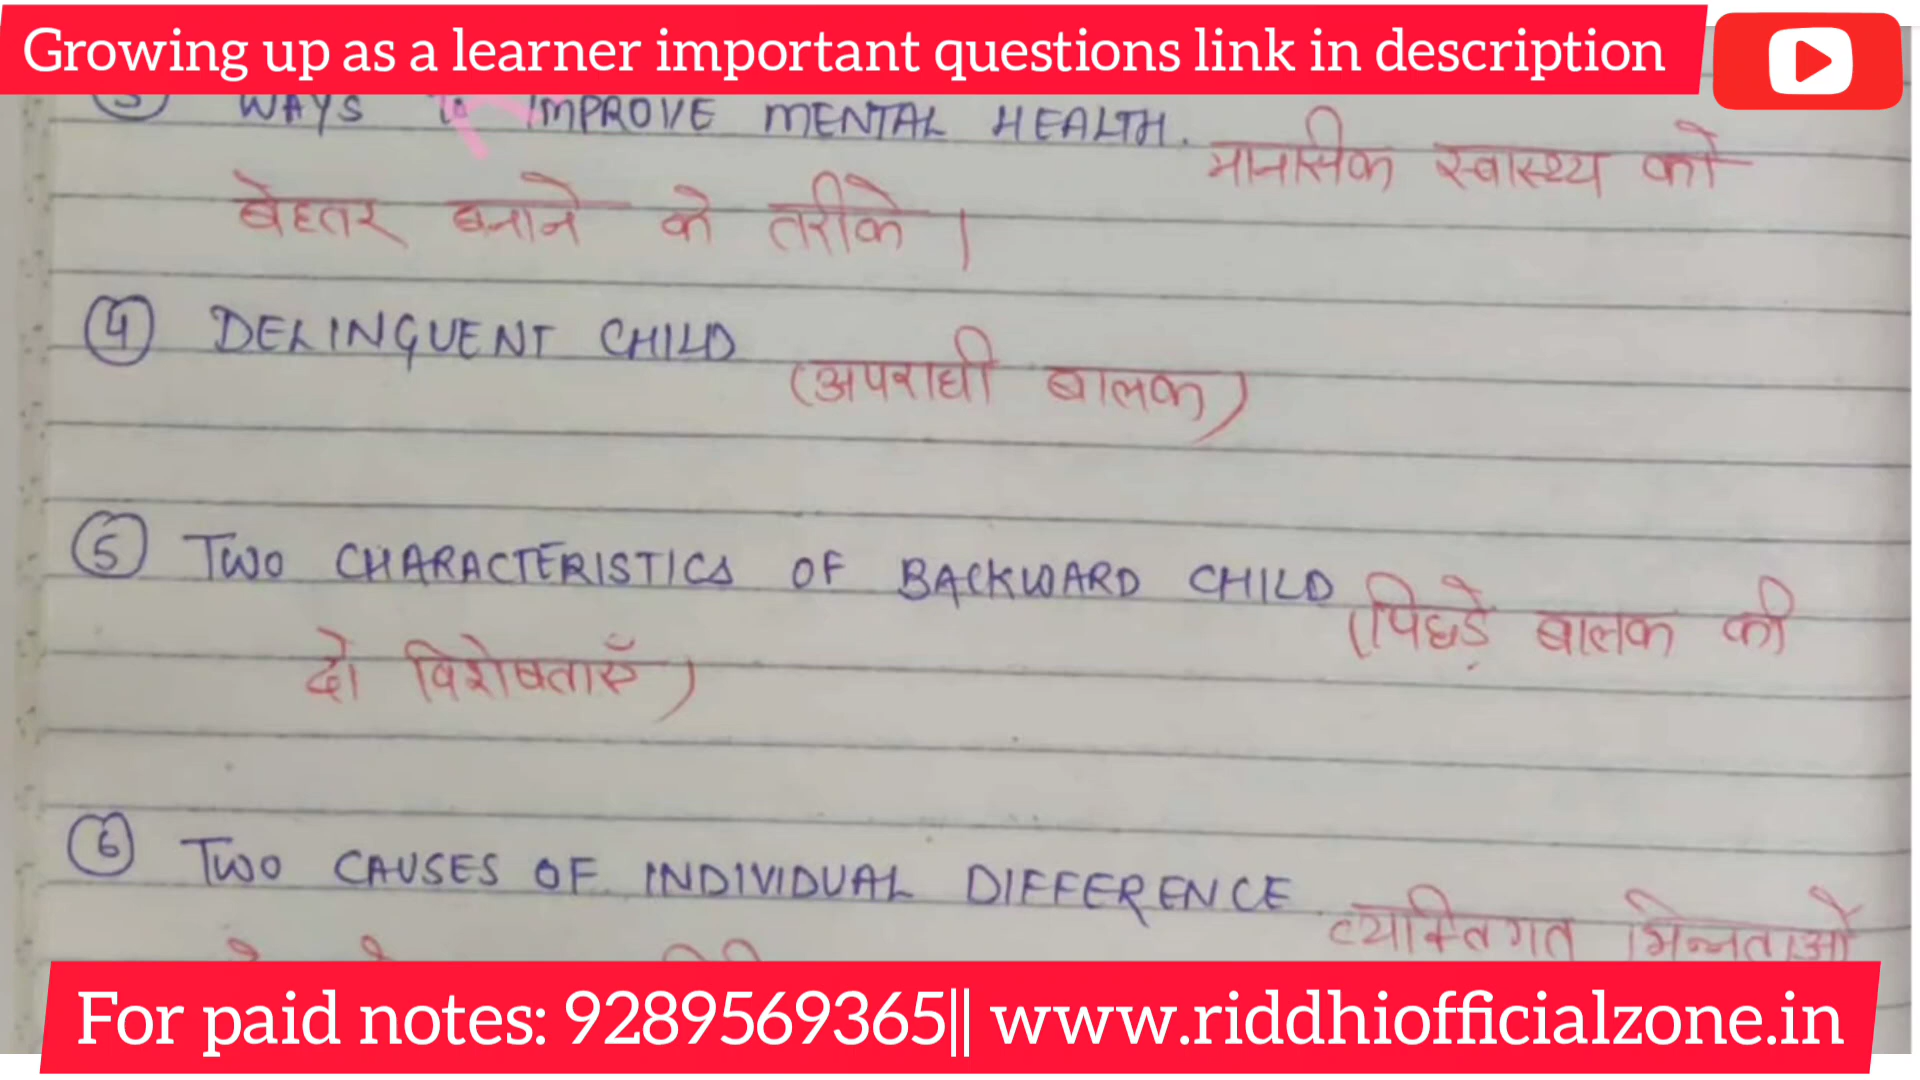 Growing up as a learner important questions link in description
③ WAYS To IMPROVE MENTAL HEALTH. मानसिक स्वास्थ्य को
बेहतर बनाने के तरीके।
④ DELINQUENT CHILD (अपराधी बालक)
⑤ TWO CHARACTERISTICS OF BACKWARD CHILD (पिछड़े बालक की
दो विशेषताएँ)
⑥ TWO CAUSES OF INDIVIDUAL DIFFERENCE व्यक्तिगत भिन्नताओं
For paid notes: 9289569365|| www.riddhiofficialzone.in